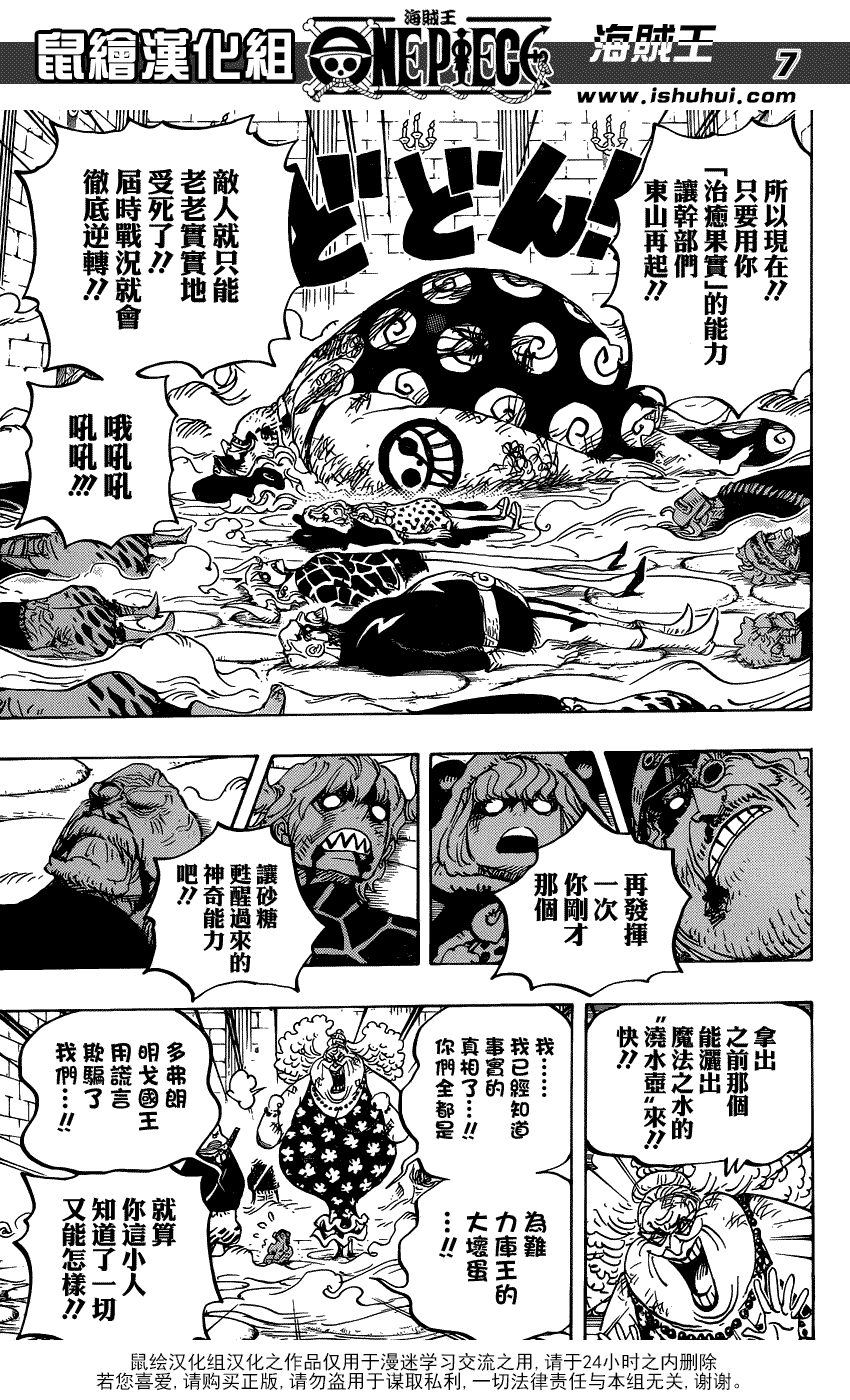 鼠繪漢化組
海賊王
ONE PIECE
海賊王
7
www.ishuhui.com
所以現在!!
只要用你
「治癒果實」的能力
讓幹部們
東山再起!!
どどん!
敵人就只能
老老實實地
受死了!!
屆時戰況就會
徹底逆轉!!
哦吼吼
吼吼!!!
再發揮
一次
你剛才
那個
讓砂糖
甦醒過來的
神奇能力
吧!!
拿出
之前那個
能灑出
魔法之水的
“澆水壺”來!!
快!!
我……
我已經知道
事實的
真相了…!!
你們全都是
為難
力庫王的
大壞蛋
…!!
多弗朗
明戈國王
用謊言
欺騙了
我們…!!
就算
你這小人
知道了一切
又能怎樣!!
鼠绘汉化组汉化之作品仅用于漫迷学习交流之用,请于24小时之内删除
若您喜爱,请购买正版,请勿盗用于谋取私利,一切法律责任与本组无关,谢谢。